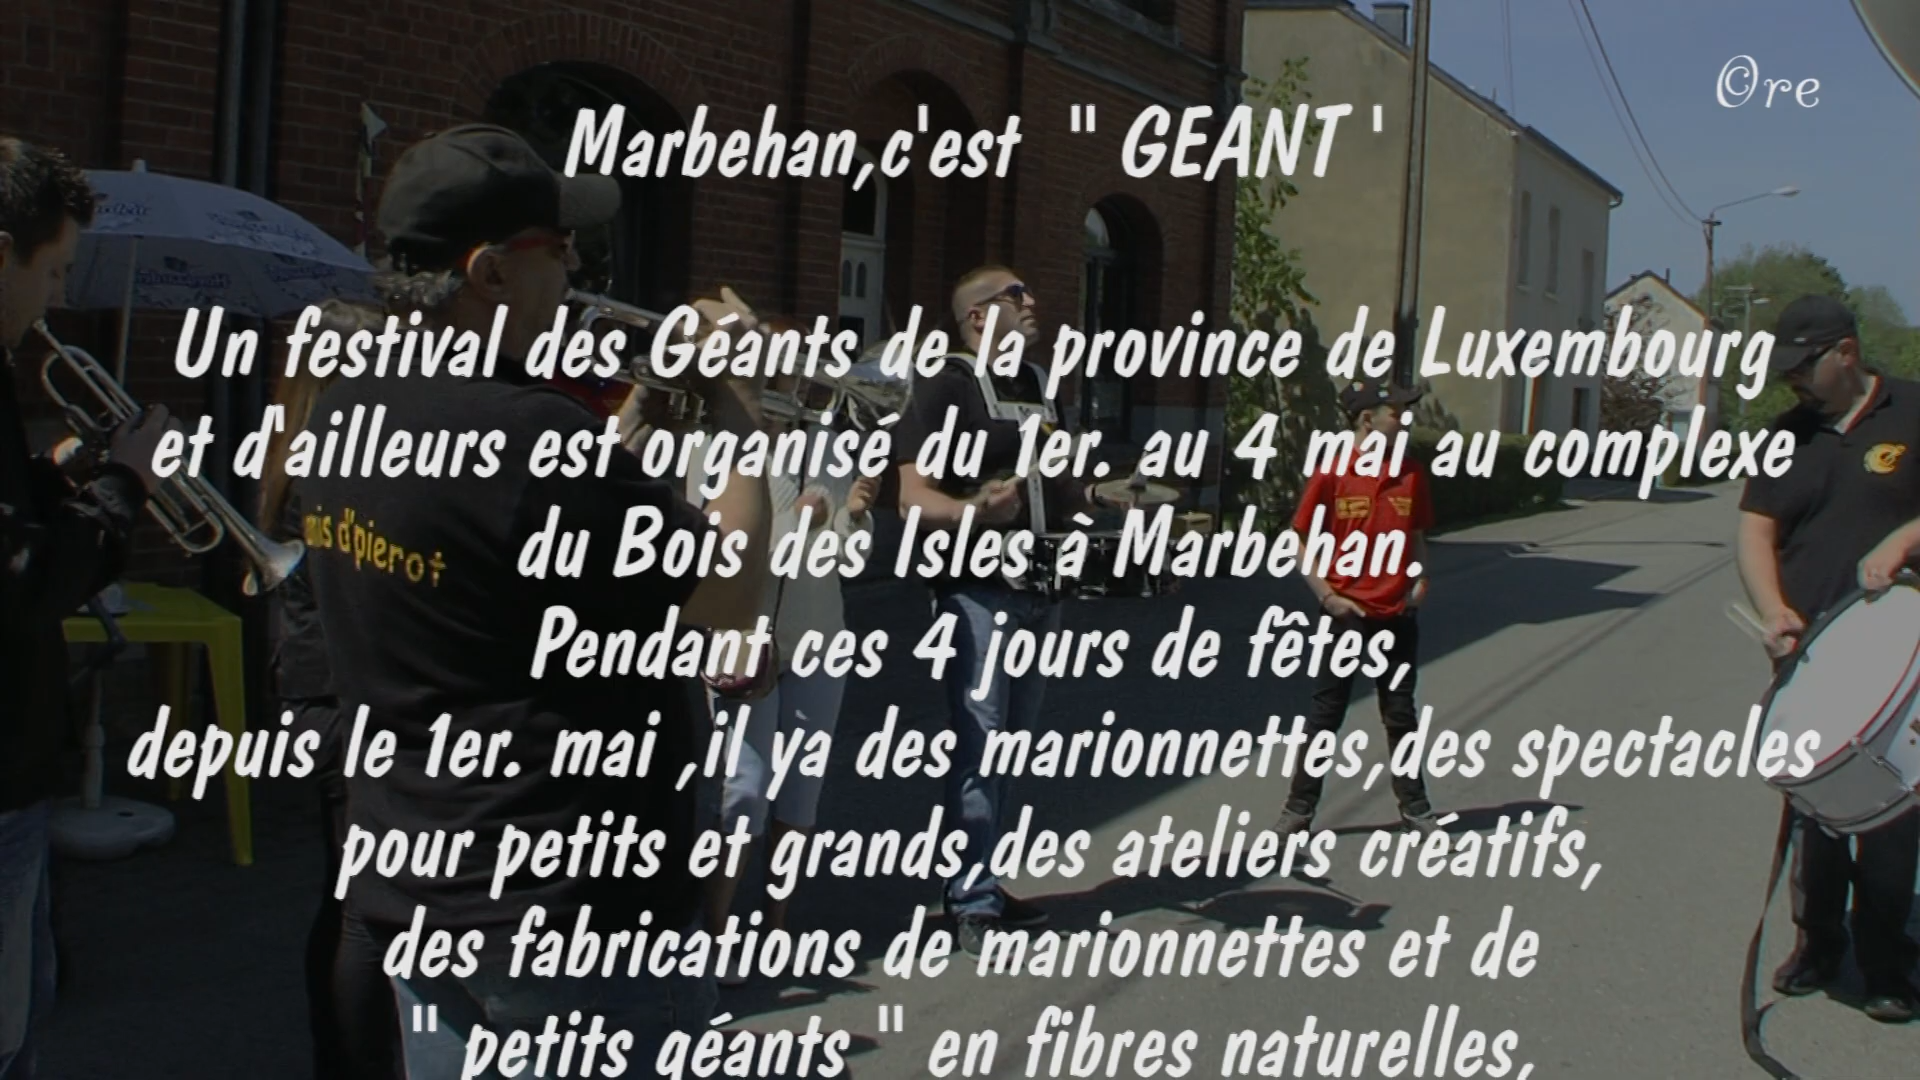 ©re
Marbehan,c'est " GEANT '
Un festival des Géants de la province de Luxembourg
et d'ailleurs est organisé du 1er. au 4 mai au complexe
du Bois des Isles à Marbehan.
Pendant ces 4 jours de fêtes,
depuis le 1er. mai ,il ya des marionnettes,des spectacles
pour petits et grands,des ateliers créatifs,
des fabrications de marionnettes et de
" petits géants " en fibres naturelles,
d'pierot